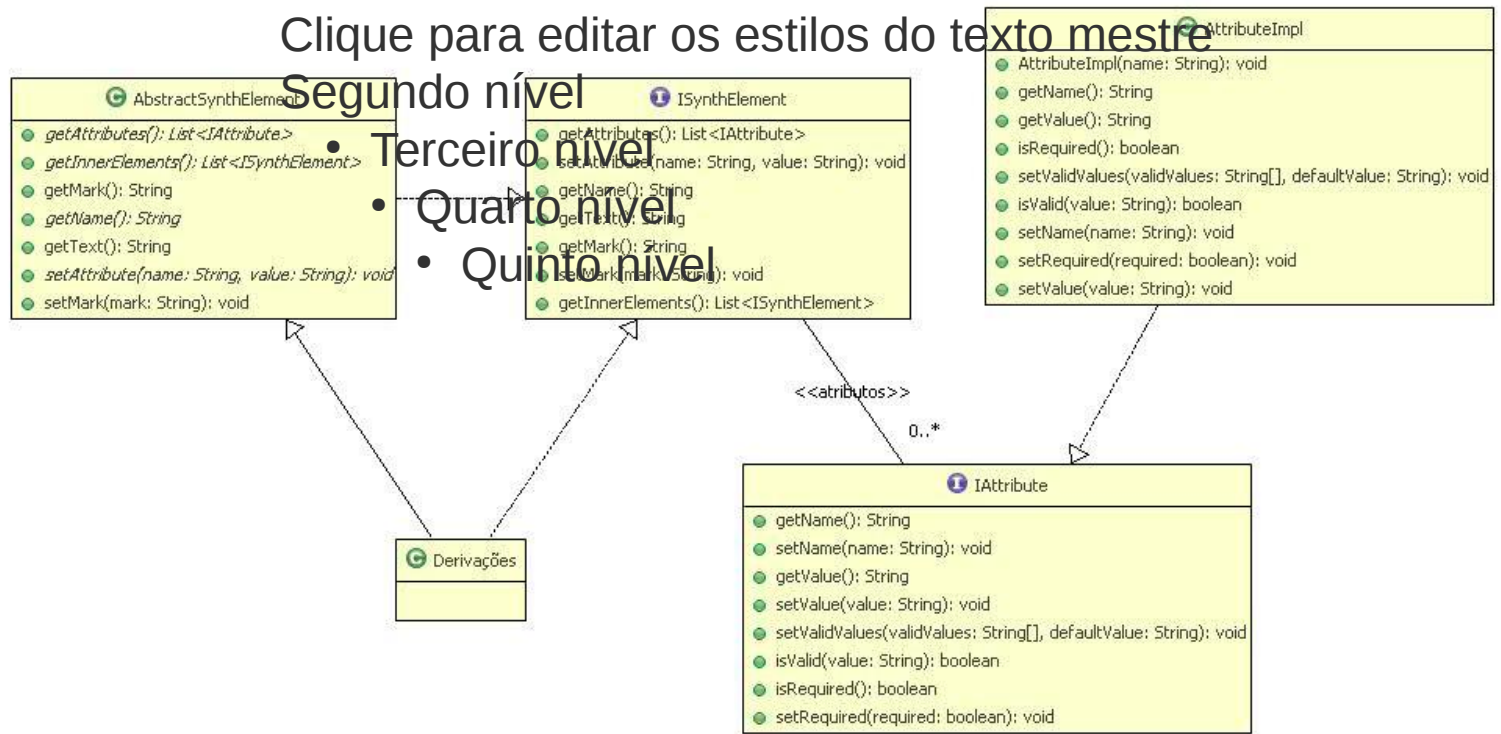 Clique para editar os estilos do texto mestre
Segundo nível
• Terceiro nível
• Quarto nível
• Quinto nível
AbstractSynthElement
getAttributes(): List<IAttribute>
getInnerElements(): List<ISynthElement>
getMark(): String
getName(): String
getText(): String
setAttribute(name: String, value: String): void
setMark(mark: String): void
ISynthElement
getAttributes(): List<IAttribute>
setAttribute(name: String, value: String): void
getName(): String
getText(): String
getMark(): String
setMark(mark: String): void
getInnerElements(): List<ISynthElement>
AttributeImpl
AttributeImpl(name: String): void
getName(): String
getValue(): String
isRequired(): boolean
setValidValues(validValues: String[], defaultValue: String): void
isValid(value: String): boolean
setName(name: String): void
setRequired(required: boolean): void
setValue(value: String): void
<<atributos>>
0..*
Derivações
IAttribute
getName(): String
setName(name: String): void
getValue(): String
setValue(value: String): void
setValidValues(validValues: String[], defaultValue: String): void
isValid(value: String): boolean
isRequired(): boolean
setRequired(required: boolean): void